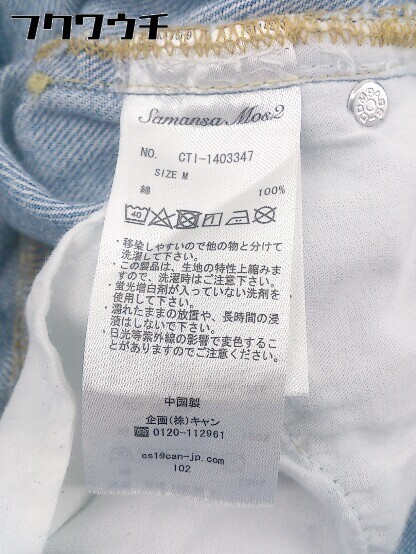 フクワウチ
Samansa Mos2
NO. CTI-1403347
SIZE M
綿 100%
40
・移染しやすいので他の物と分けて
洗濯して下さい。
・この製品は、生地の特性上縮みま
すので、洗濯時はご注意下さい。
・蛍光増白剤が入っていない洗剤を
使用して下さい。
・濡れたままの放置や、長時間の浸
漬はしないで下さい。
・日光等紫外線の影響で変色するこ
とがありますのでご注意下さい。
中国製
企画(株)キャン
☎0120-112961
os1@can-jp.com
I02